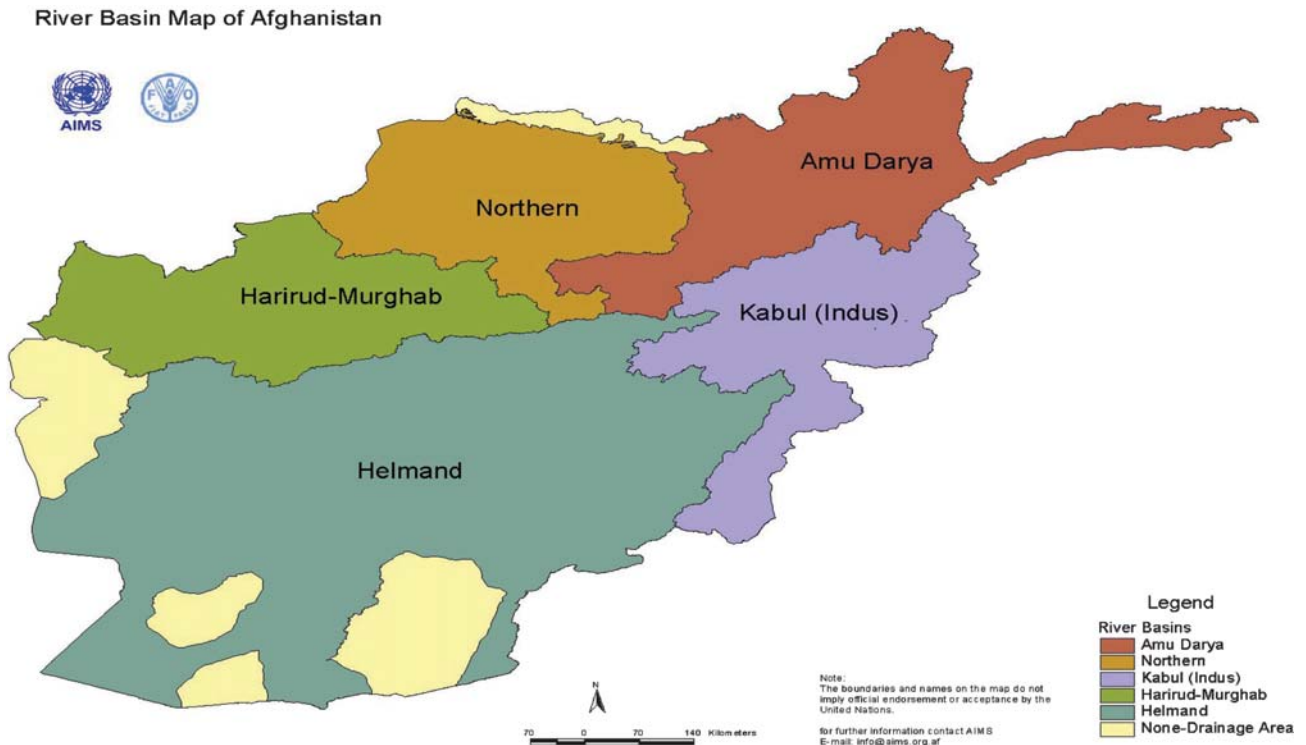 River Basin Map of Afghanistan
AIMS
F A O
FIAT PANIS
Amu Darya
Northern
Harirud-Murghab
Kabul (Indus)
Helmand
Legend
River Basins
Amu Darya
Northern
Kabul (Indus)
Harirud-Murghab
Helmand
None-Drainage Area
N
70 0 70 140 Kilometers
Note:
The boundaries and names on the map do not
imply official endorsement or acceptance by the
United Nations.
for further information contact AIMS
E-mail: info@aims.org.af